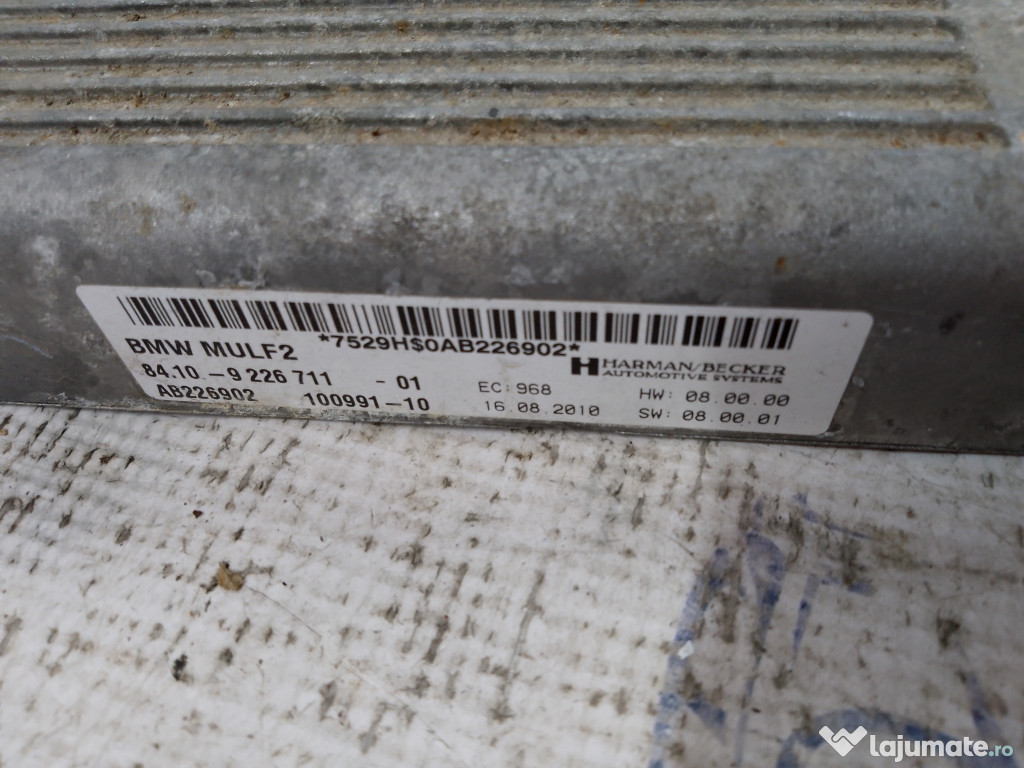 *7529H$0AB226902*
BMW MULF2
HARMAN/BECKER
AUTOMOTIVE SYSTEMS
84.10 - 9 226 711 - 01
EC: 968
HW: 08.00.00
AB226902 100991-10
16.08.2010
SW: 08.00.01
lajumate.ro